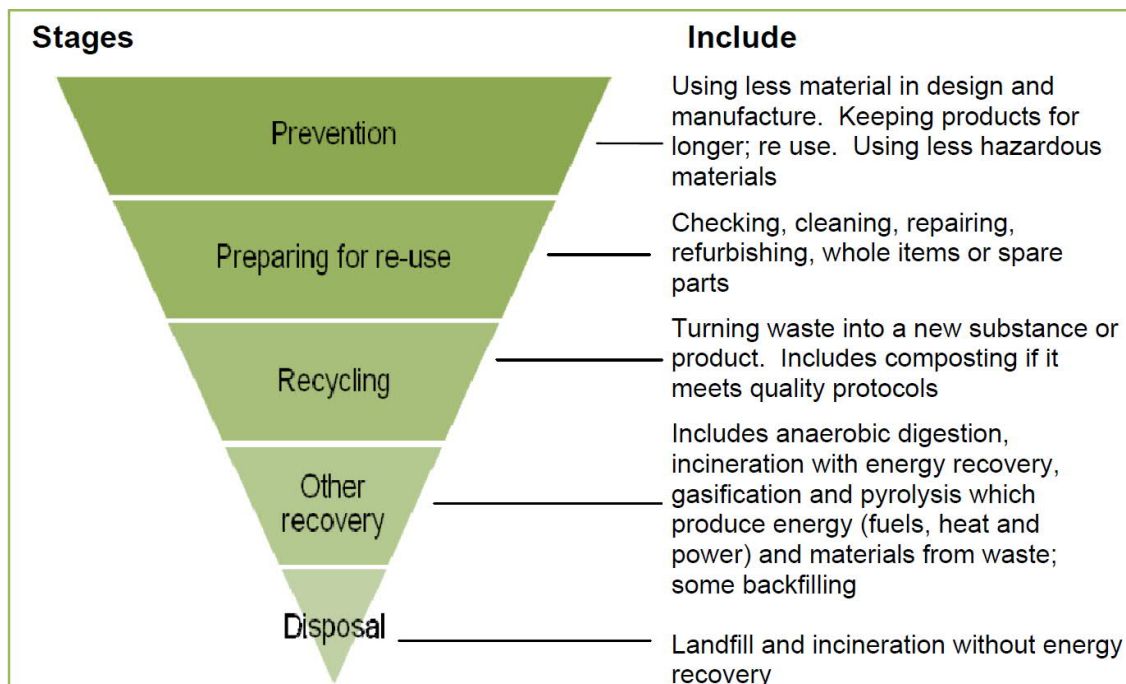 Stages
Include
Prevention
Using less material in design and
manufacture.  Keeping products for
longer; re use.  Using less hazardous
materials
Preparing for re-use
Checking, cleaning, repairing,
refurbishing, whole items or spare
parts
Recycling
Turning waste into a new substance or
product.  Includes composting if it
meets quality protocols
Other
recovery
Includes anaerobic digestion,
incineration with energy recovery,
gasification and pyrolysis which
produce energy (fuels, heat and
power) and materials from waste;
some backfilling
Disposal
Landfill and incineration without energy
recovery